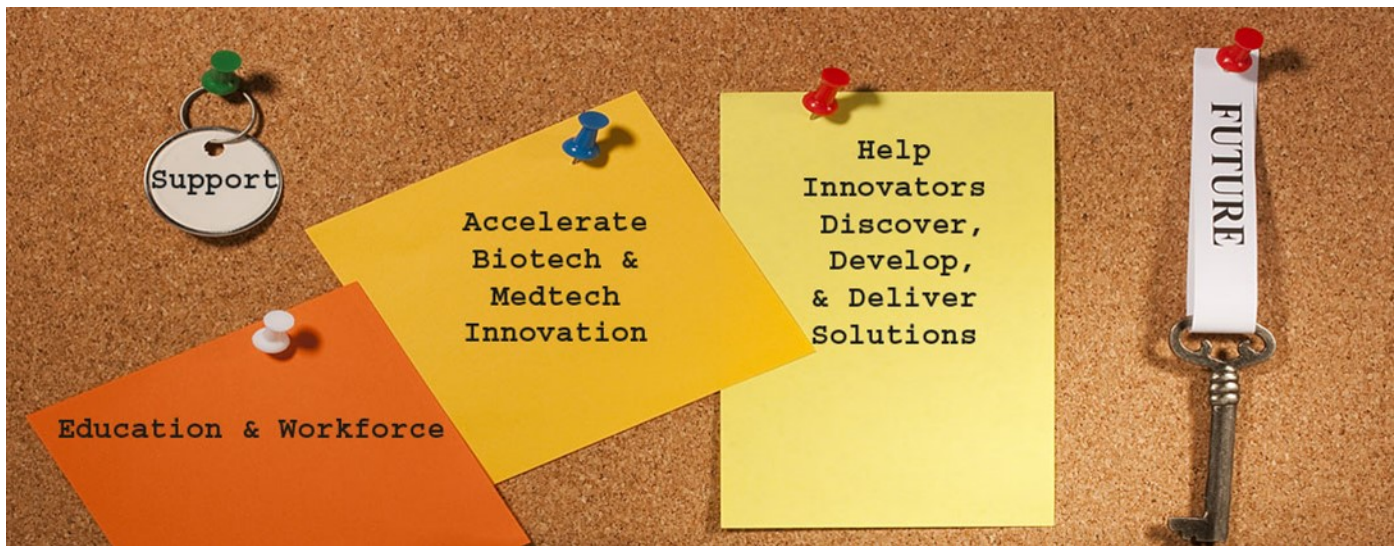 Support
Accelerate
Biotech &
Medtech
Innovation
Education & Workforce
Help
Innovators
Discover,
Develop,
& Deliver
Solutions
FUTURE